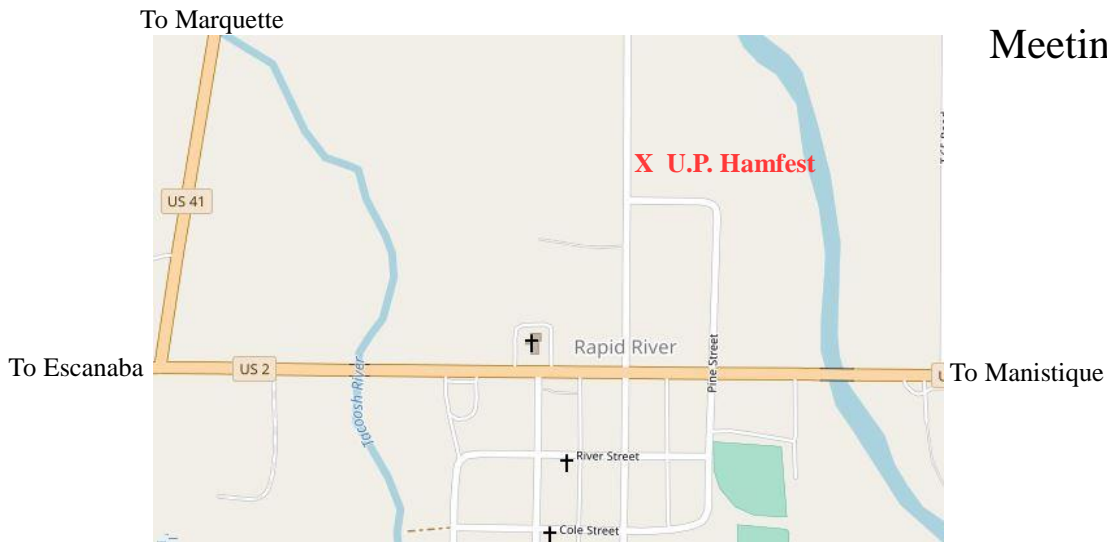 To Marquette
Meetin
X U.P. Hamfest
US 41
Rapid River
To Escanaba
US 2
Tacoosh River
Pine Street
To Manistique
River Street
Cole Street